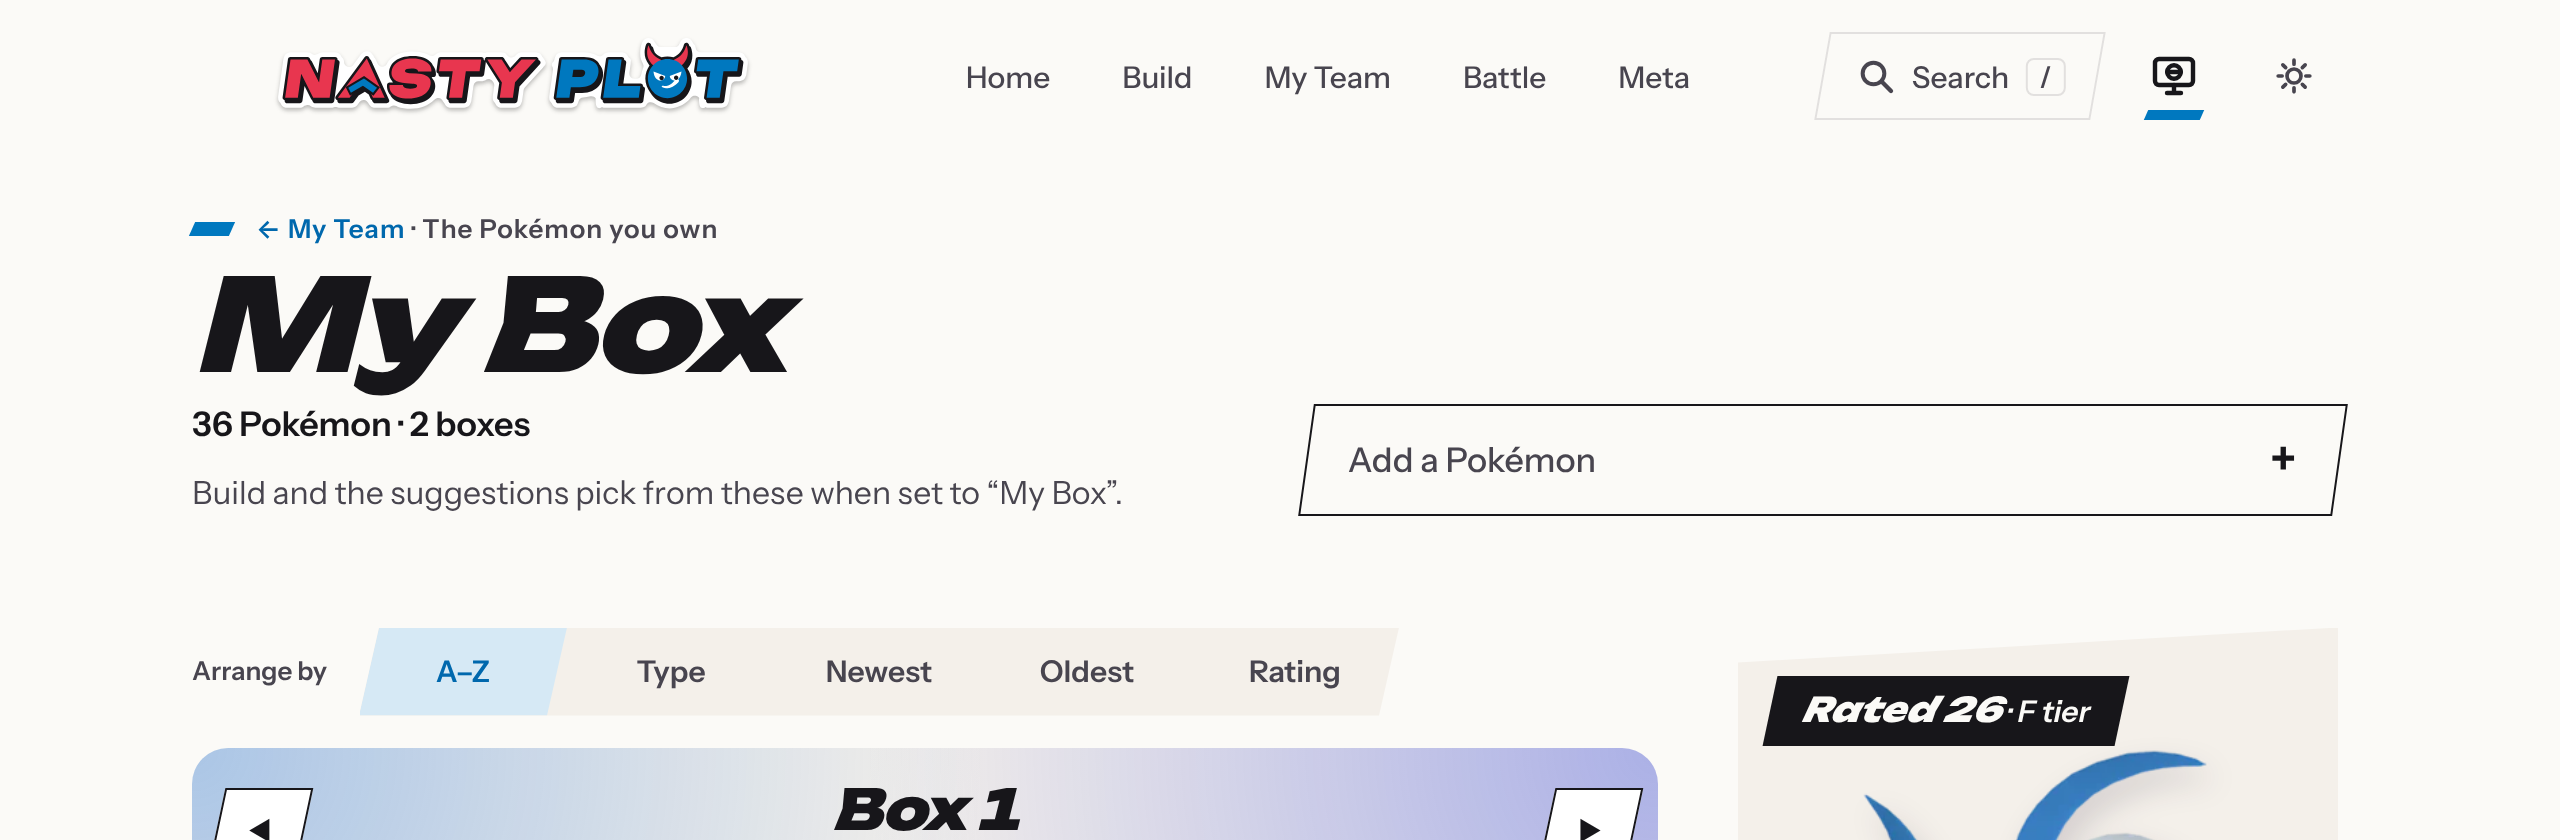 NASTY PLOT
Home Build My Team Battle Meta Search /
← My Team · The Pokémon you own
My Box
36 Pokémon · 2 boxes
Build and the suggestions pick from these when set to “My Box”.
Add a Pokémon +
Arrange by A–Z Type Newest Oldest Rating
Rated 26 · F tier
Box 1